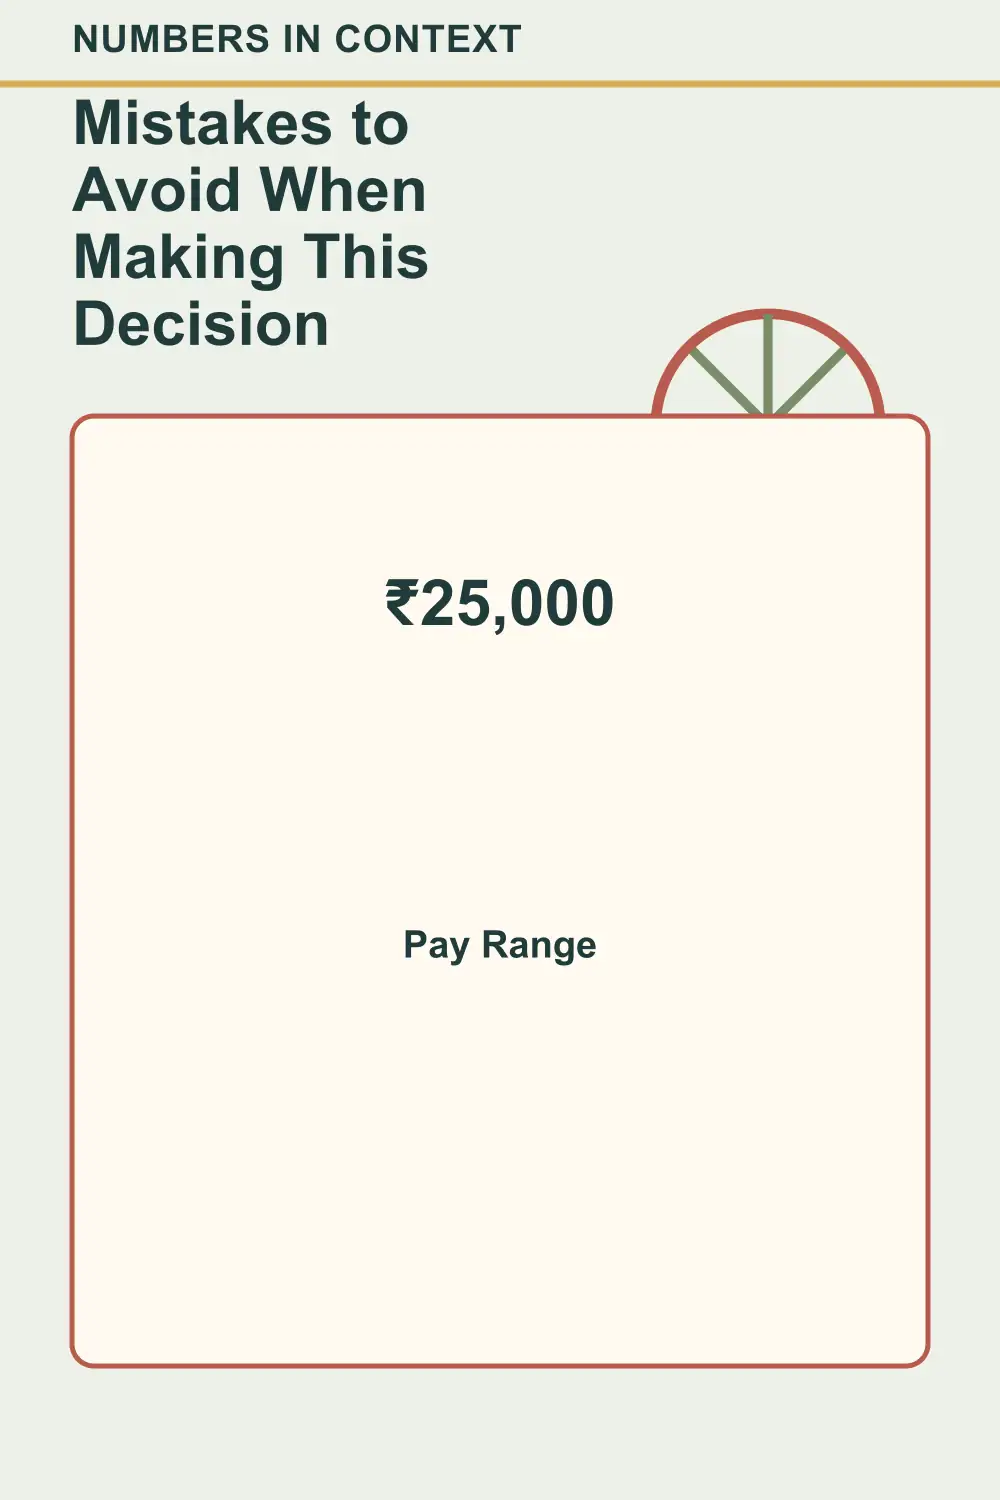 NUMBERS IN CONTEXT
Mistakes to
Avoid When
Making This
Decision
₹25,000
Pay Range